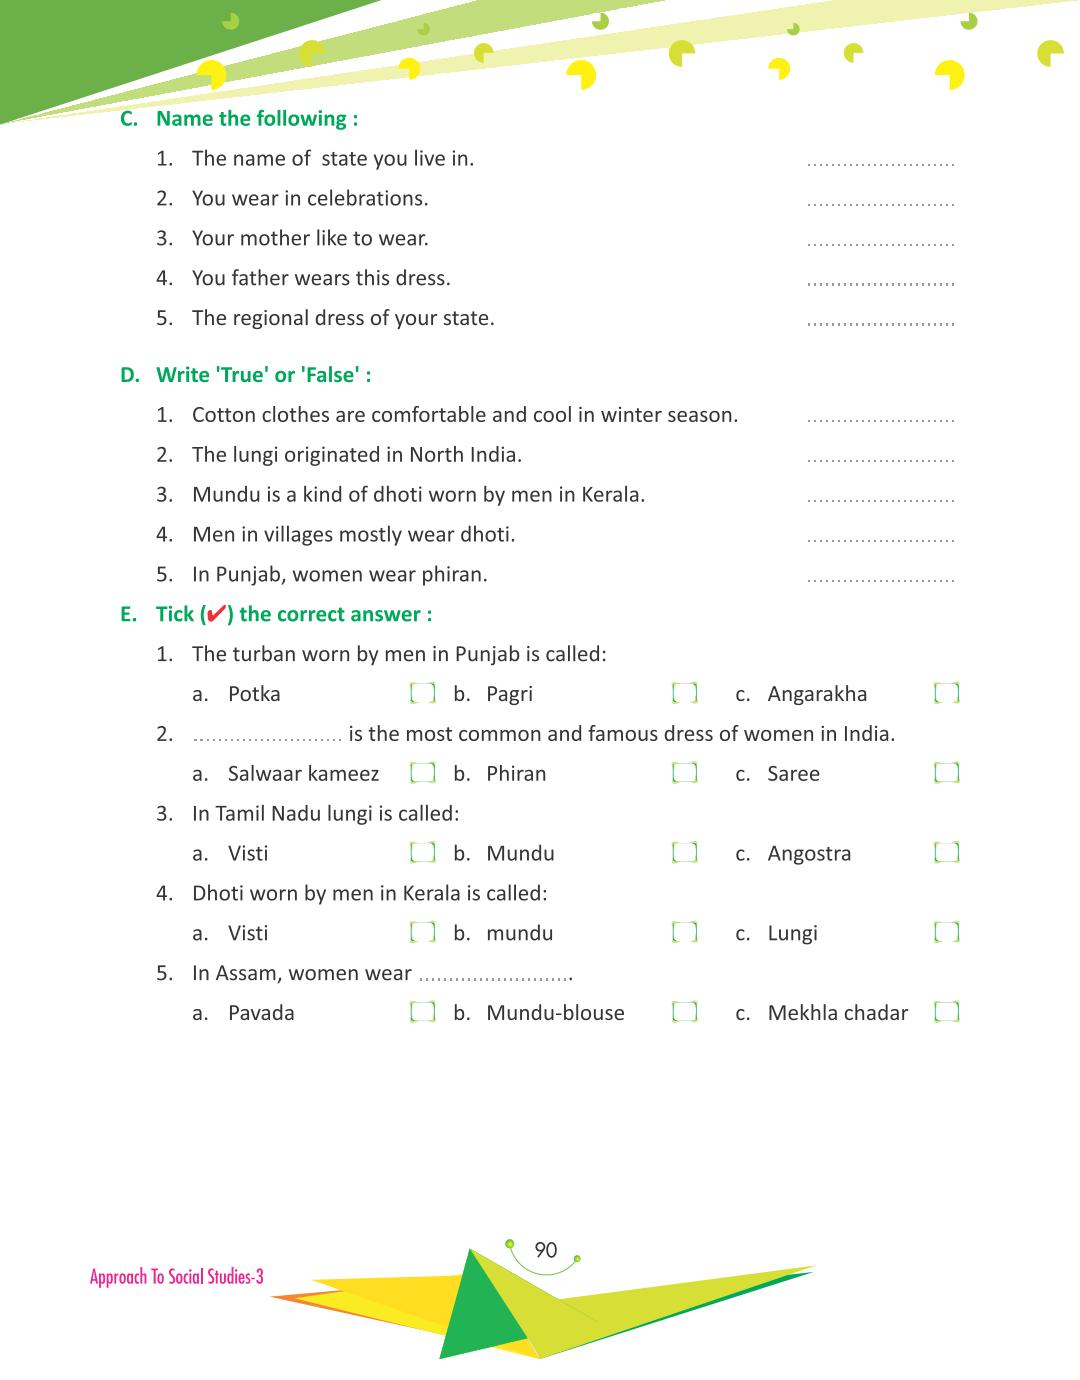 C. Name the following :
1. The name of state you live in. ........................
2. You wear in celebrations. ........................
3. Your mother like to wear. ........................
4. You father wears this dress. ........................
5. The regional dress of your state. ........................
D. Write 'True' or 'False' :
1. Cotton clothes are comfortable and cool in winter season. ........................
2. The lungi originated in North India. ........................
3. Mundu is a kind of dhoti worn by men in Kerala. ........................
4. Men in villages mostly wear dhoti. ........................
5. In Punjab, women wear phiran. ........................
E. Tick (✔) the correct answer :
1. The turban worn by men in Punjab is called:
a. Potka b. Pagri c. Angarakha
2. ........................ is the most common and famous dress of women in India.
a. Salwaar kameez b. Phiran c. Saree
3. In Tamil Nadu lungi is called:
a. Visti b. Mundu c. Angostra
4. Dhoti worn by men in Kerala is called:
a. Visti b. mundu c. Lungi
5. In Assam, women wear ........................
a. Pavada b. Mundu-blouse c. Mekhla chadar
90
Approach To Social Studies-3